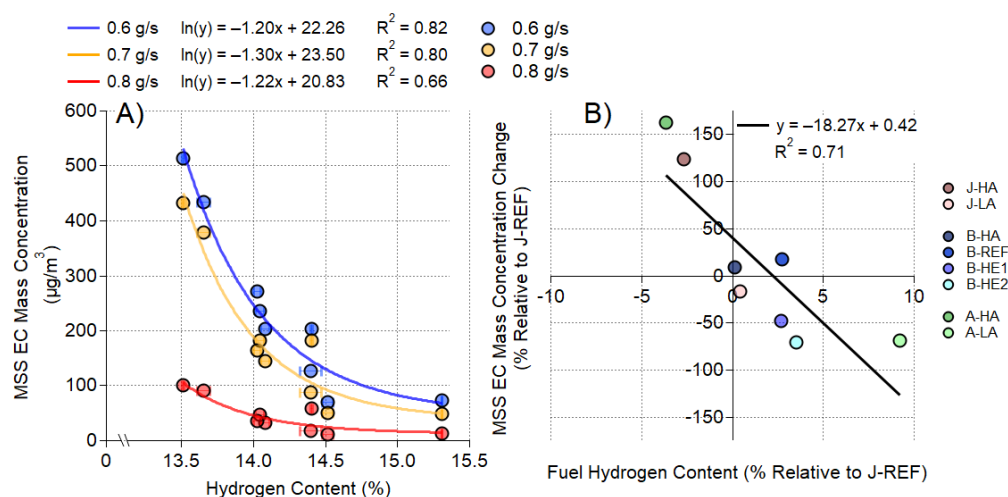 0.6 g/s ln(y) = –1.20x + 22.26 R² = 0.82 0.6 g/s
0.7 g/s ln(y) = –1.30x + 23.50 R² = 0.80 0.7 g/s
0.8 g/s ln(y) = –1.22x + 20.83 R² = 0.66 0.8 g/s
A)
600
500
400
300
200
100
0
MSS EC Mass Concentration
(µg/m³)
0 13.5 14.0 14.5 15.0 15.5
Hydrogen Content (%)
B)
y = –18.27x + 0.42
R² = 0.71
150
100
50
0
-50
-100
-150
MSS EC Mass Concentration Change
(% Relative to J-REF)
-10 -5 0 5 10
Fuel Hydrogen Content (% Relative to J-REF)
J-HA
J-LA
B-HA
B-REF
B-HE1
B-HE2
A-HA
A-LA